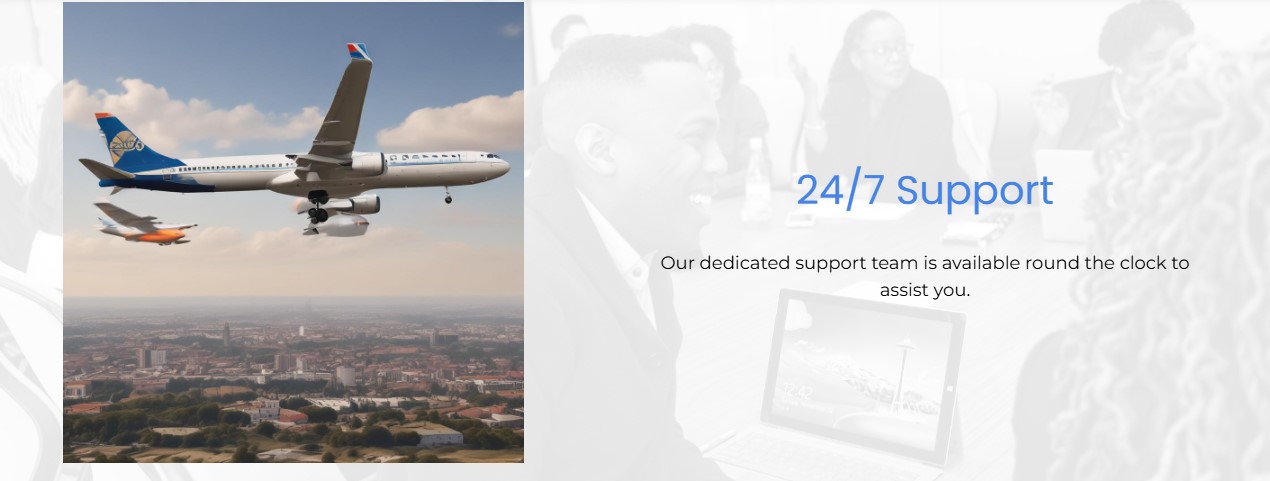 24/7 Support
Our dedicated support team is available round the clock to
assist you.